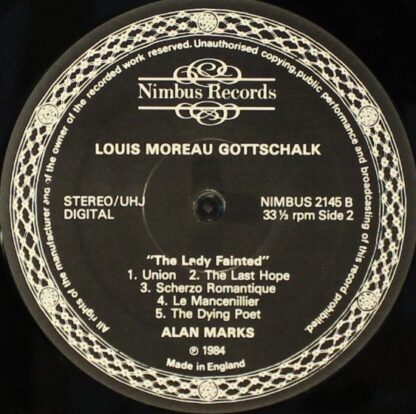 All rights of the manufacturer and of the owner of the recorded work reserved. Unauthorised copying, public performance and broadcasting of this record prohibited.
Nimbus Records
LOUIS MOREAU GOTTSCHALK
STEREO/UHJ NIMBUS 2145 B
DIGITAL 33⅓ rpm Side 2
"The Lady Fainted"
1. Union 2. The Last Hope
3. Scherzo Romantique
4. Le Mancenillier
5. The Dying Poet
ALAN MARKS
℗ 1984
Made in England